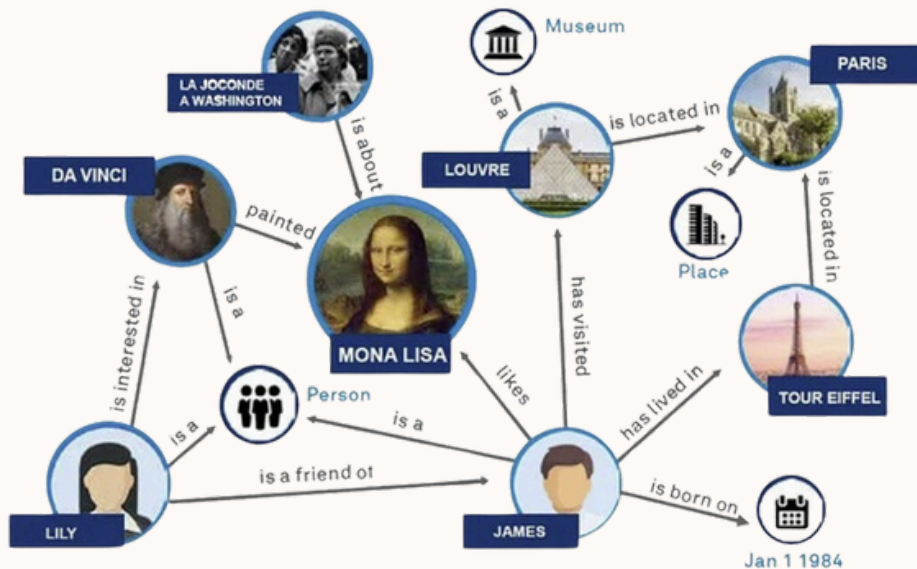 Museum
PARIS
LA JOCONDE
A WASHINGTON
is a
is located in
is about
LOUVRE
is a
DA VINCI
painted
is located in
Place
is a
has visited
MONA LISA
is interested in
likes
has lived in
TOUR EIFFEL
Person
is a
is a
is a friend of
is born on
LILY
JAMES
Jan 1 1984